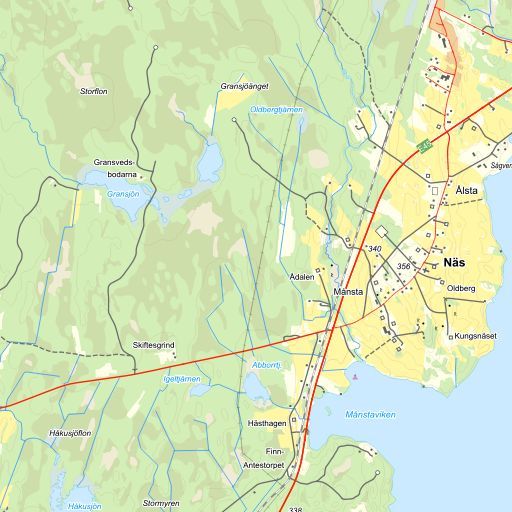 Storflon
Gransjöänget
Oldbergtjärnen
E45
Gransveds-
bodarna
Gransjön
Sågver
Ålsta
340
356
Näs
Ådalen
Månsta
Oldberg
Kungsnäset
Skiftesgrind
Abborrtj.
Igeltjärnen
Månstaviken
Hästhagen
Håkusjöflon
Finn-
Antestorpet
Håkusjön
Stormyren
338